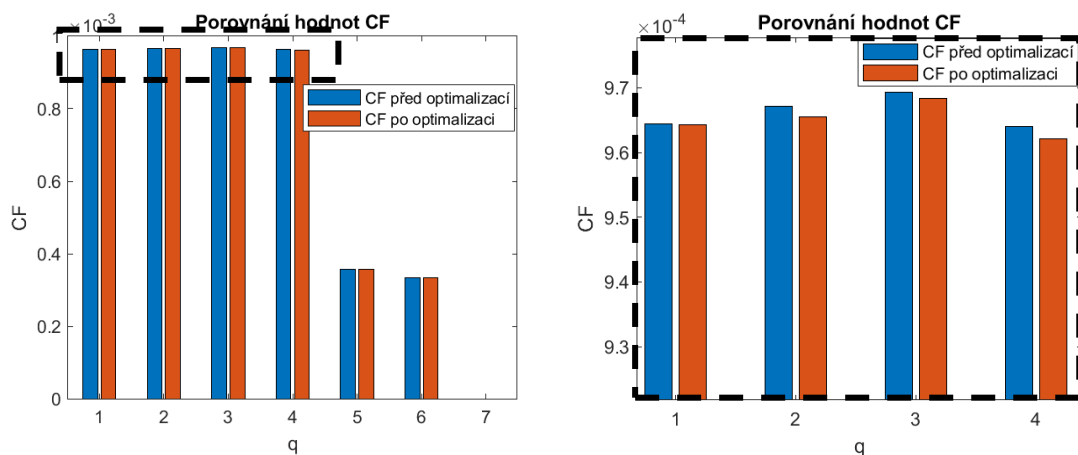 Porovnání hodnot CF
×10-3
0.8
0.6
0.4
0.2
0
CF
1 2 3 4 5 6 7
q
CF před optimalizací
CF po optimalizaci
×10-4
Porovnání hodnot CF
9.7
9.6
9.5
9.4
9.3
CF
1 2 3 4
q
CF před optimalizací
CF po optimalizaci